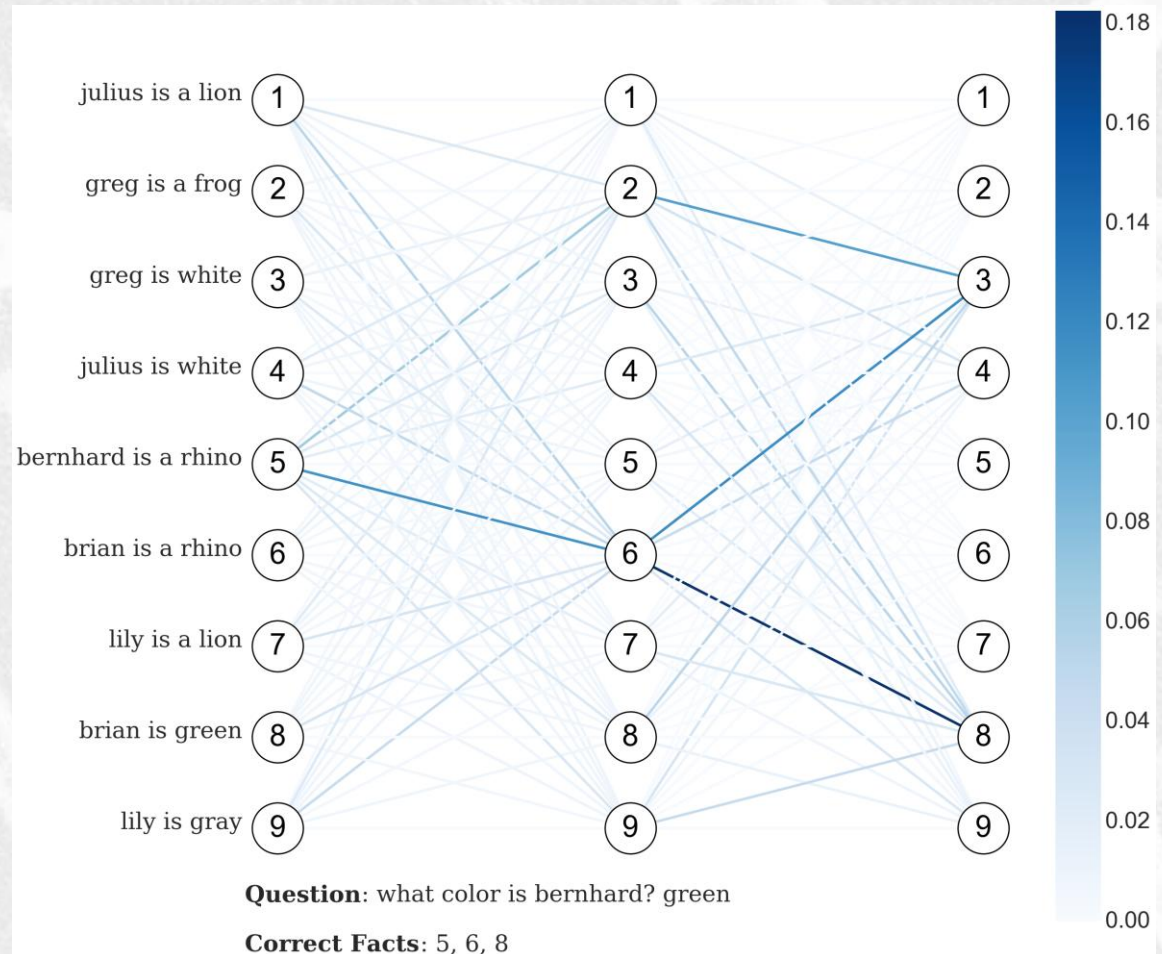 0.18
julius is a lion 1 1 1
0.16
greg is a frog 2 2 2
0.14
greg is white 3 3 3
0.12
julius is white 4 4 4
0.10
bernhard is a rhino 5 5 5
0.08
brian is a rhino 6 6 6
0.06
lily is a lion 7 7 7
0.04
brian is green 8 8 8
0.02
lily is gray 9 9 9
Question: what color is bernhard? green
0.00
Correct Facts: 5, 6, 8